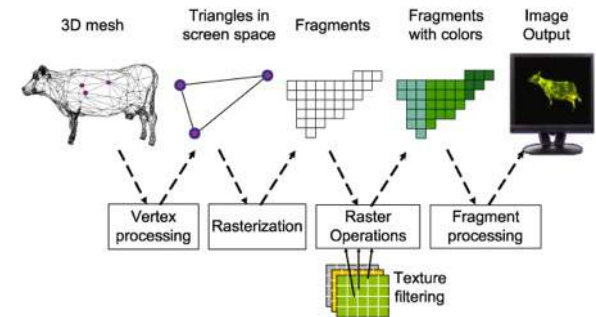 3D mesh
Triangles in
screen space
Fragments
Fragments
with colors
Image
Output
Vertex
processing
Rasterization
Raster
Operations
Fragment
processing
Texture
filtering